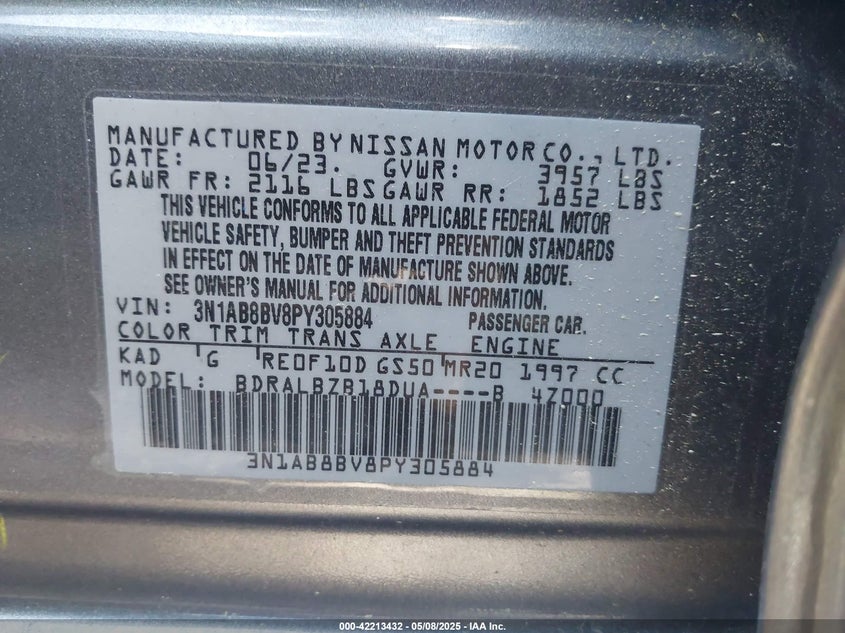 MANUFACTURED BY NISSAN MOTOR CO., LTD.
DATE: 06/23. GVWR: 3957 LBS
GAWR FR: 2116 LBS GAWR RR: 1852 LBS
THIS VEHICLE CONFORMS TO ALL APPLICABLE FEDERAL MOTOR
VEHICLE SAFETY, BUMPER AND THEFT PREVENTION STANDARDS
IN EFFECT ON THE DATE OF MANUFACTURE SHOWN ABOVE.
SEE OWNER'S MANUAL FOR ADDITIONAL INFORMATION.
VIN: 3N1AB8BV8PY305884 PASSENGER CAR.
COLOR TRIM TRANS AXLE ENGINE
KAD G RE0F10D GS50 MR20 1997 CC
MODEL: BDRALBZB18DUA----B 4Z000
3N1AB8BV8PY305884
000-42213432 - 05/08/2025 - IAA Inc.